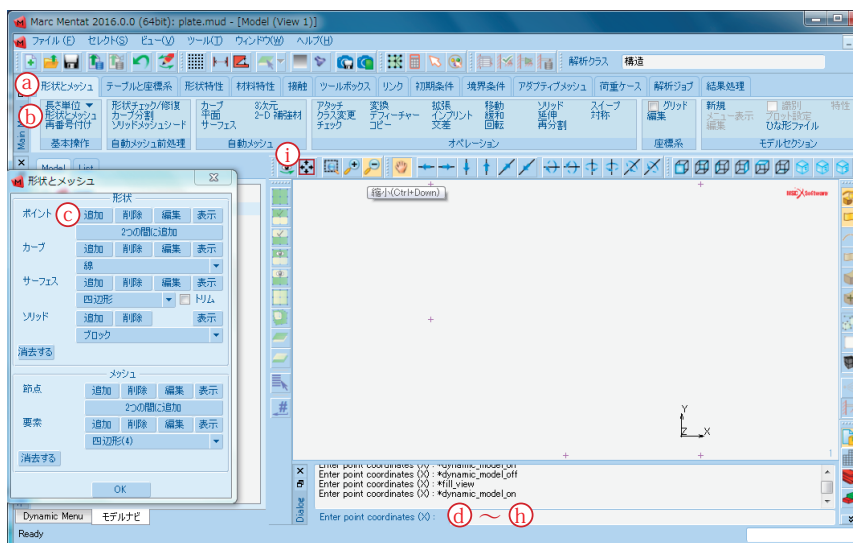 Marc Mentat 2016.0.0 (64bit): plate.mud - [Model (View 1)]
ファイル(F) セレクト(S) ビュー(V) ツール(T) ウィンドウ(W) ヘルプ(H)
解析クラス 構造
a 形状とメッシュ テーブルと座標系 形状特性 材料特性 接触 ツールボックス リンク 初期条件 境界条件 アダプティブメッシュ 荷重ケース 解析ジョブ 結果処理
b 長さ単位 形状チェック/修復 カーブ 2次元 アタッチ 変換 拡張 移動 ソリッド スイープ グリッド 新規 識別 特性
形状とメッシュ カーブ分割 平面 2-D 補強材 クラス変更 デフィーチャー インプリント 緩和 延伸 対称 編集 メニュー表示 プロット設定
再番号付け ソリッドメッシュシード サーフェス チェック コピー 交差 回転 再分割 編集 ひな形ファイル
基本操作 自動メッシュ前処理 自動メッシュ オペレーション 座標系 モデルセクション
Main
Model List
i
縮小(Ctrl+Down)
MSC Software
形状とメッシュ
形状
ポイント c 追加 削除 編集 表示
2つの間に追加
カーブ 追加 削除 編集 表示
線
サーフェス 追加 削除 編集 表示
四辺形 トリム
ソリッド 追加 削除 表示
ブロック
消去する
メッシュ
節点 追加 削除 編集 表示
2つの間に追加
要素 追加 削除 編集 表示
四辺形(4)
消去する
OK
Y
Z X
1
Enter point coordinates (X) : *dynamic_model_on
Enter point coordinates (X) : *dynamic_model_off
Enter point coordinates (X) : *fill_view
Enter point coordinates (X) : *dynamic_model_on
Dialog
Enter point coordinates (X) : d ～ h
Dynamic Menu モデルナビ
Ready